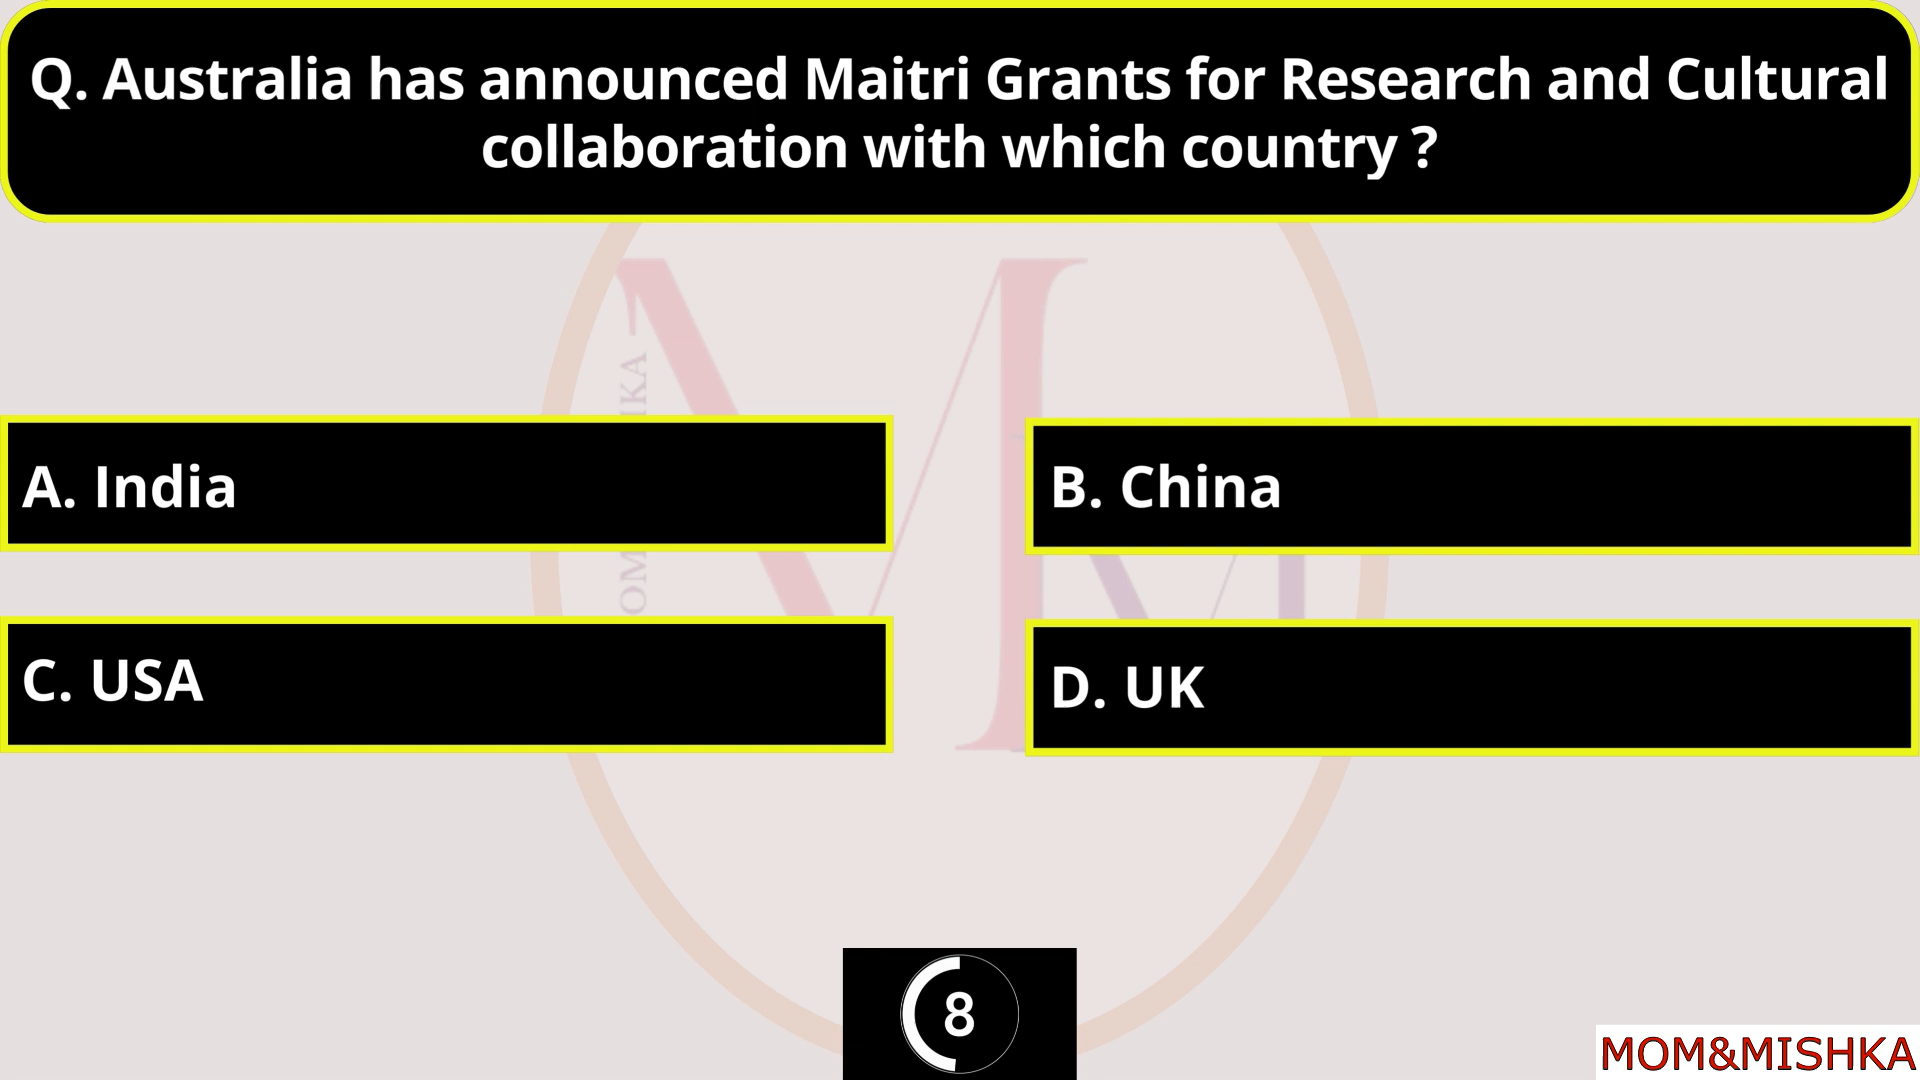 Q. Australia has announced Maitri Grants for Research and Cultural
collaboration with which country ?
A. India
B. China
C. USA
D. UK
8
MOM&MISHKA